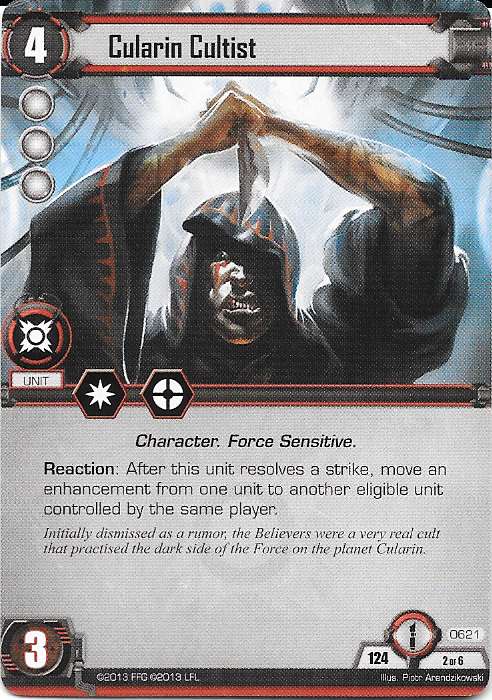 4
Cularin Cultist
UNIT
Character. Force Sensitive.
Reaction: After this unit resolves a strike, move an
enhancement from one unit to another eligible unit
controlled by the same player.
Initially dismissed as a rumor, the Believers were a very real cult
that practised the dark side of the Force on the planet Cularin.
3
124
0621
2 OF 6
©2013 FFG ©2013 LFL
Illus. Piotr Arendzikowski